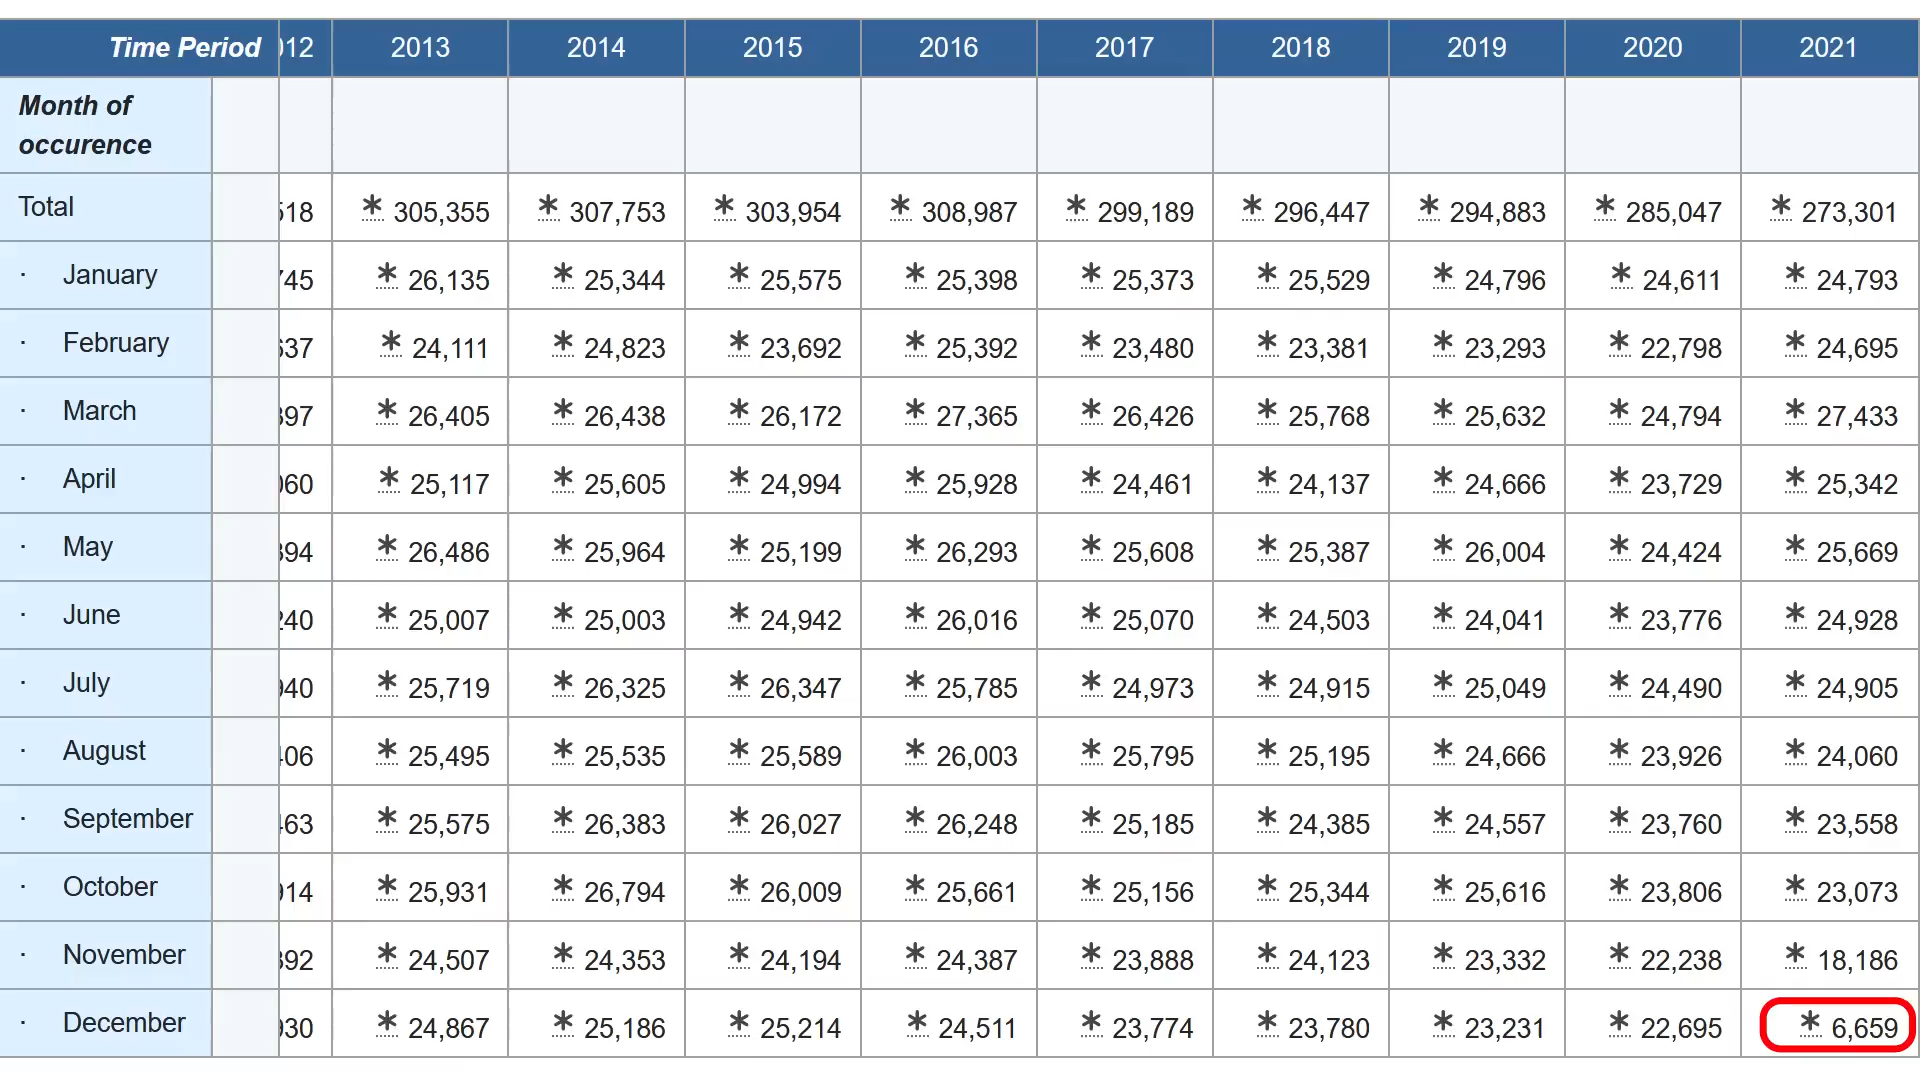 Time Period 12 2013 2014 2015 2016 2017 2018 2019 2020 2021
Month of
occurence
Total 518 * 305,355 * 307,753 * 303,954 * 308,987 * 299,189 * 296,447 * 294,883 * 285,047 * 273,301
· January 745 * 26,135 * 25,344 * 25,575 * 25,398 * 25,373 * 25,529 * 24,796 * 24,611 * 24,793
· February 637 * 24,111 * 24,823 * 23,692 * 25,392 * 23,480 * 23,381 * 23,293 * 22,798 * 24,695
· March 97 * 26,405 * 26,438 * 26,172 * 27,365 * 26,426 * 25,768 * 25,632 * 24,794 * 27,433
· April 060 * 25,117 * 25,605 * 24,994 * 25,928 * 24,461 * 24,137 * 24,666 * 23,729 * 25,342
· May 94 * 26,486 * 25,964 * 25,199 * 26,293 * 25,608 * 25,387 * 26,004 * 24,424 * 25,669
· June 240 * 25,007 * 25,003 * 24,942 * 26,016 * 25,070 * 24,503 * 24,041 * 23,776 * 24,928
· July 940 * 25,719 * 26,325 * 26,347 * 25,785 * 24,973 * 24,915 * 25,049 * 24,490 * 24,905
· August 406 * 25,495 * 25,535 * 25,589 * 26,003 * 25,795 * 25,195 * 24,666 * 23,926 * 24,060
· September 463 * 25,575 * 26,383 * 26,027 * 26,248 * 25,185 * 24,385 * 24,557 * 23,760 * 23,558
· October 914 * 25,931 * 26,794 * 26,009 * 25,661 * 25,156 * 25,344 * 25,616 * 23,806 * 23,073
· November 92 * 24,507 * 24,353 * 24,194 * 24,387 * 23,888 * 24,123 * 23,332 * 22,238 * 18,186
· December 930 * 24,867 * 25,186 * 25,214 * 24,511 * 23,774 * 23,780 * 23,231 * 22,695 * 6,659